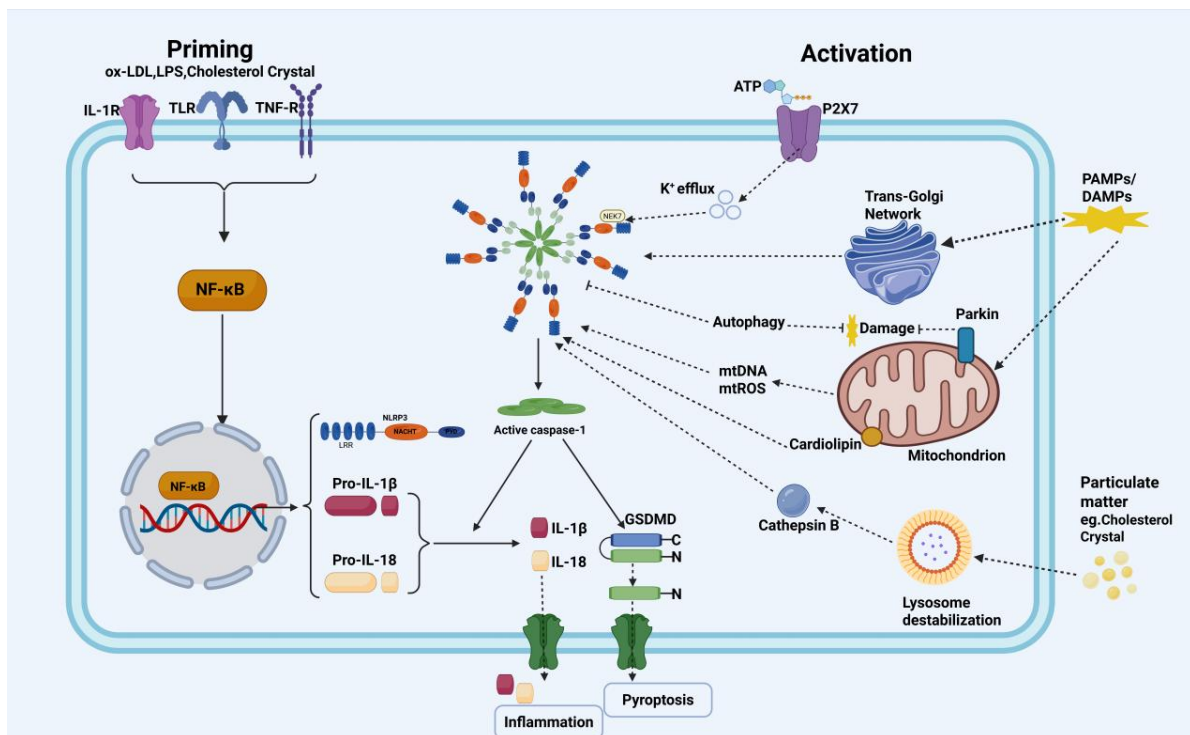 Priming
ox-LDL,LPS,Cholesterol Crystal
IL-1R
TLR
TNF-R
NF-κB
NF-κB
NLRP3
LRR
NACHT
PYD
Pro-IL-1β
Pro-IL-18
Activation
ATP
P2X7
K+ efflux
NEK7
Trans-Golgi
Network
PAMPs/
DAMPs
Autophagy
Damage
Parkin
mtDNA
mtROS
Cardiolipin
Mitochondrion
Active caspase-1
Cathepsin B
Lysosome
destabilization
Particulate
matter
eg.Cholesterol
Crystal
IL-1β
IL-18
GSDMD
C
N
N
Inflammation
Pyroptosis